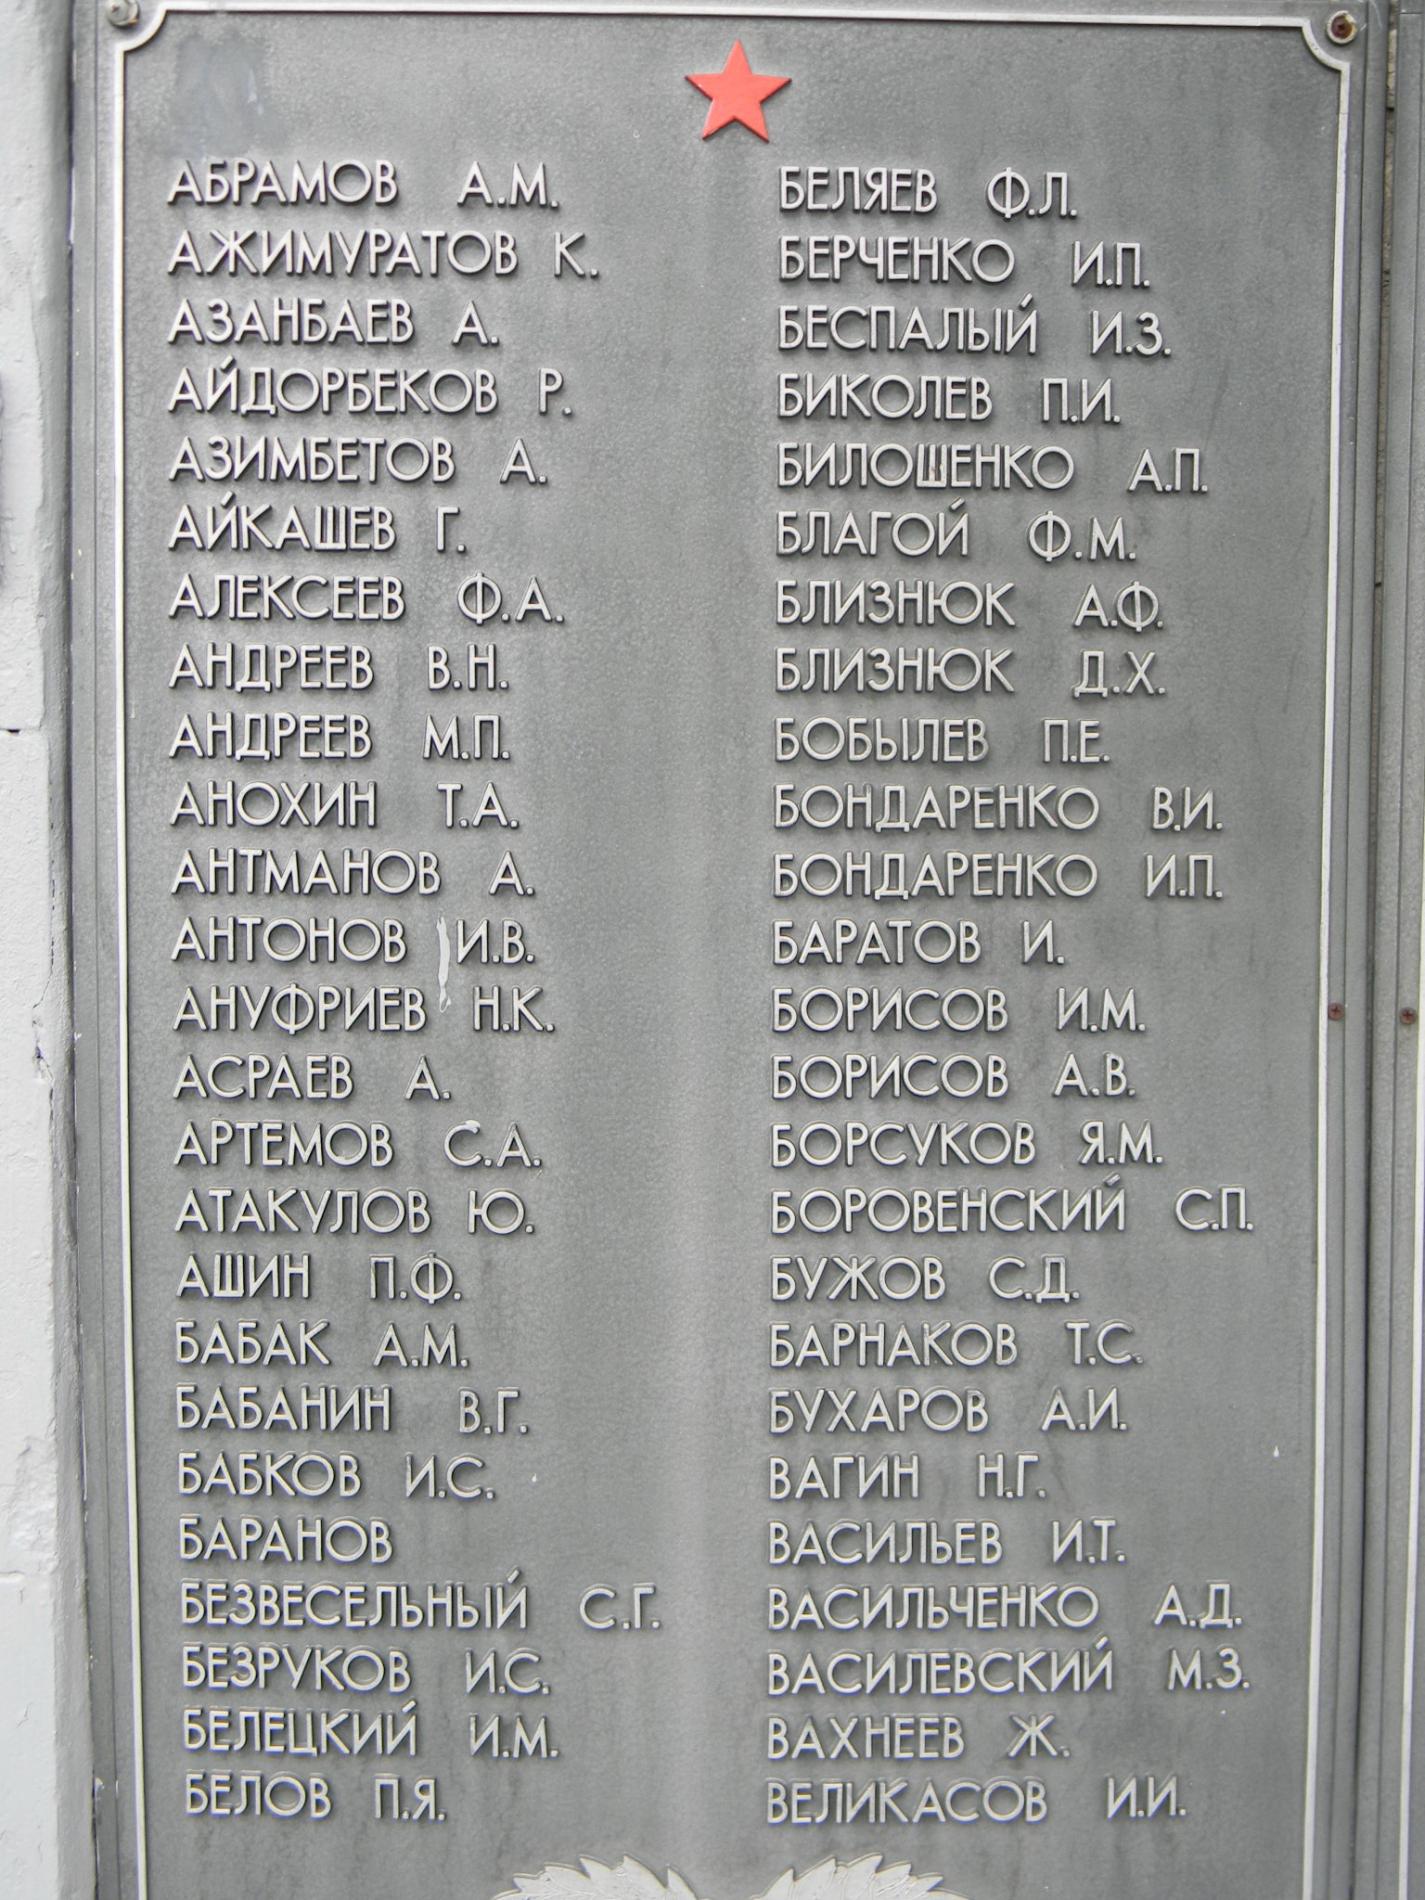 АБРАМОВ А.М.
АЖИМУРАТОВ К.
АЗАНБАЕВ А.
АЙДОРБЕКОВ Р.
АЗИМБЕТОВ А.
АЙКАШЕВ Г.
АЛЕКСЕЕВ Ф.А.
АНДРЕЕВ В.Н.
АНДРЕЕВ М.П.
АНОХИН Т.А.
АНТМАНОВ А.
АНТОНОВ И.В.
АНУФРИЕВ Н.К.
АСРАЕВ А.
АРТЕМОВ С.А.
АТАКУЛОВ Ю.
АШИН П.Ф.
БАБАК А.М.
БАБАНИН В.Г.
БАБКОВ И.С.
БАРАНОВ
БЕЗВЕСЕЛЬНЫЙ С.Г.
БЕЗРУКОВ И.С.
БЕЛЕЦКИЙ И.М.
БЕЛОВ П.Я.
БЕЛЯЕВ Ф.Л.
БЕРЧЕНКО И.П.
БЕСПАЛЫЙ И.З.
БИКОЛЕВ П.И.
БИЛОШЕНКО А.П.
БЛАГОЙ Ф.М.
БЛИЗНЮК А.Ф.
БЛИЗНЮК Д.Х.
БОБЫЛЕВ П.Е.
БОНДАРЕНКО В.И.
БОНДАРЕНКО И.П.
БАРАТОВ И.
БОРИСОВ И.М.
БОРИСОВ А.В.
БОРСУКОВ Я.М.
БОРОВЕНСКИЙ С.П.
БУЖОВ С.Д.
БАРНАКОВ Т.С.
БУХАРОВ А.И.
ВАГИН Н.Г.
ВАСИЛЬЕВ И.Т.
ВАСИЛЬЧЕНКО А.Д.
ВАСИЛЕВСКИЙ М.З.
ВАХНЕЕВ Ж.
ВЕЛИКАСОВ И.И.